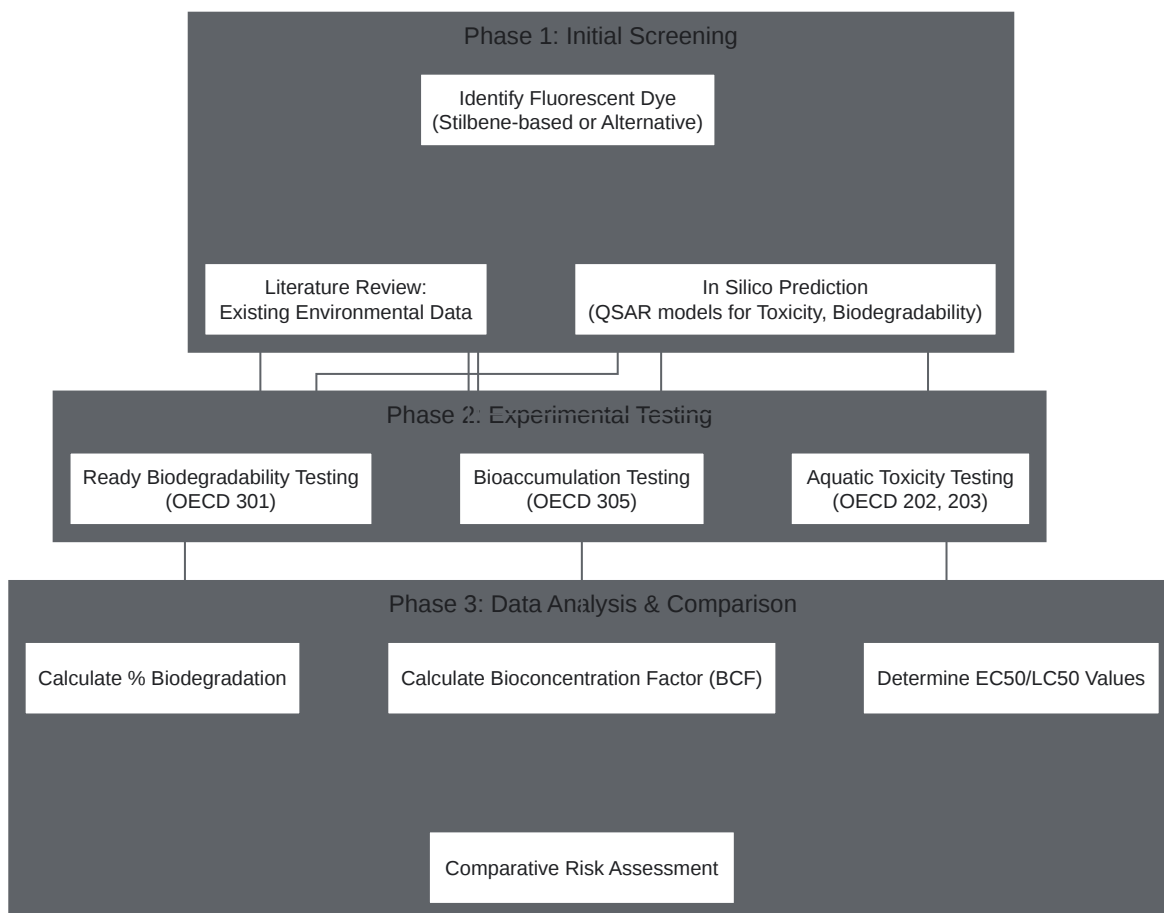 Phase 1: Initial Screening
Identify Fluorescent Dye
(Stilbene-based or Alternative)
Literature Review:
Existing Environmental Data
In Silico Prediction
(QSAR models for Toxicity, Biodegradability)
Phase 2: Experimental Testing
Ready Biodegradability Testing
(OECD 301)
Bioaccumulation Testing
(OECD 305)
Aquatic Toxicity Testing
(OECD 202, 203)
Phase 3: Data Analysis & Comparison
Calculate % Biodegradation
Calculate Bioconcentration Factor (BCF)
Determine EC50/LC50 Values
Comparative Risk Assessment